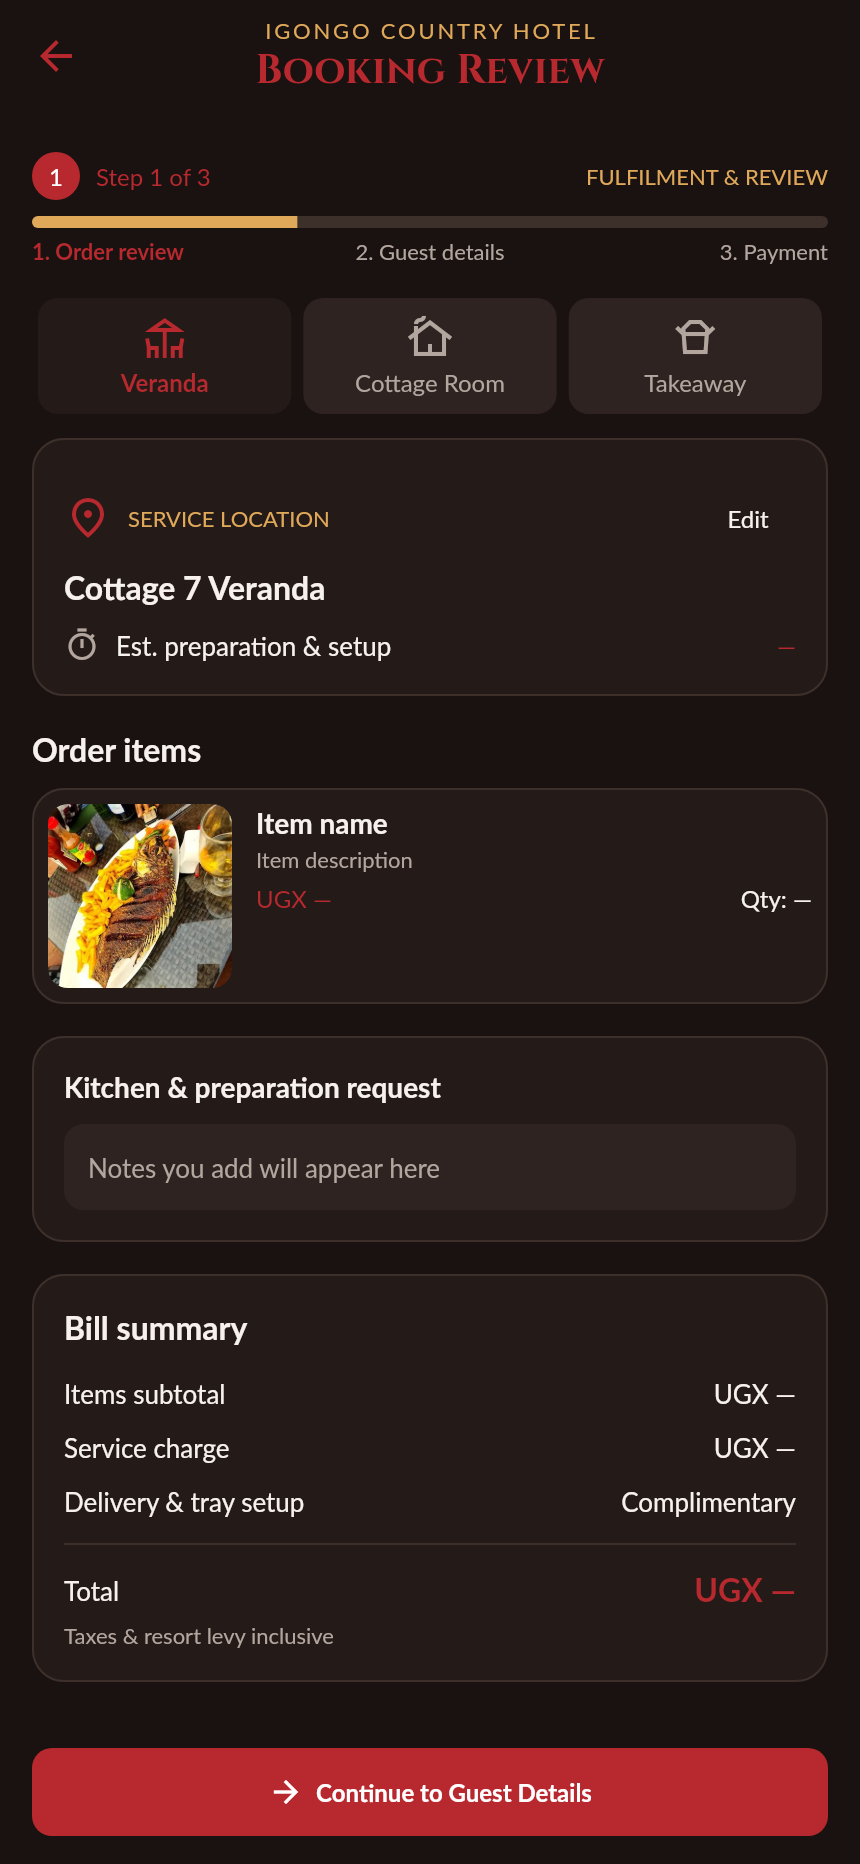 IGONGO COUNTRY HOTEL
BOOKING REVIEW
1 Step 1 of 3 FULFILMENT & REVIEW
1. Order review 2. Guest details 3. Payment
Veranda Cottage Room Takeaway
SERVICE LOCATION Edit
Cottage 7 Veranda
Est. preparation & setup —
Order items
Item name
Item description
UGX — Qty: —
Kitchen & preparation request
Notes you add will appear here
Bill summary
Items subtotal UGX —
Service charge UGX —
Delivery & tray setup Complimentary
Total UGX —
Taxes & resort levy inclusive
Continue to Guest Details